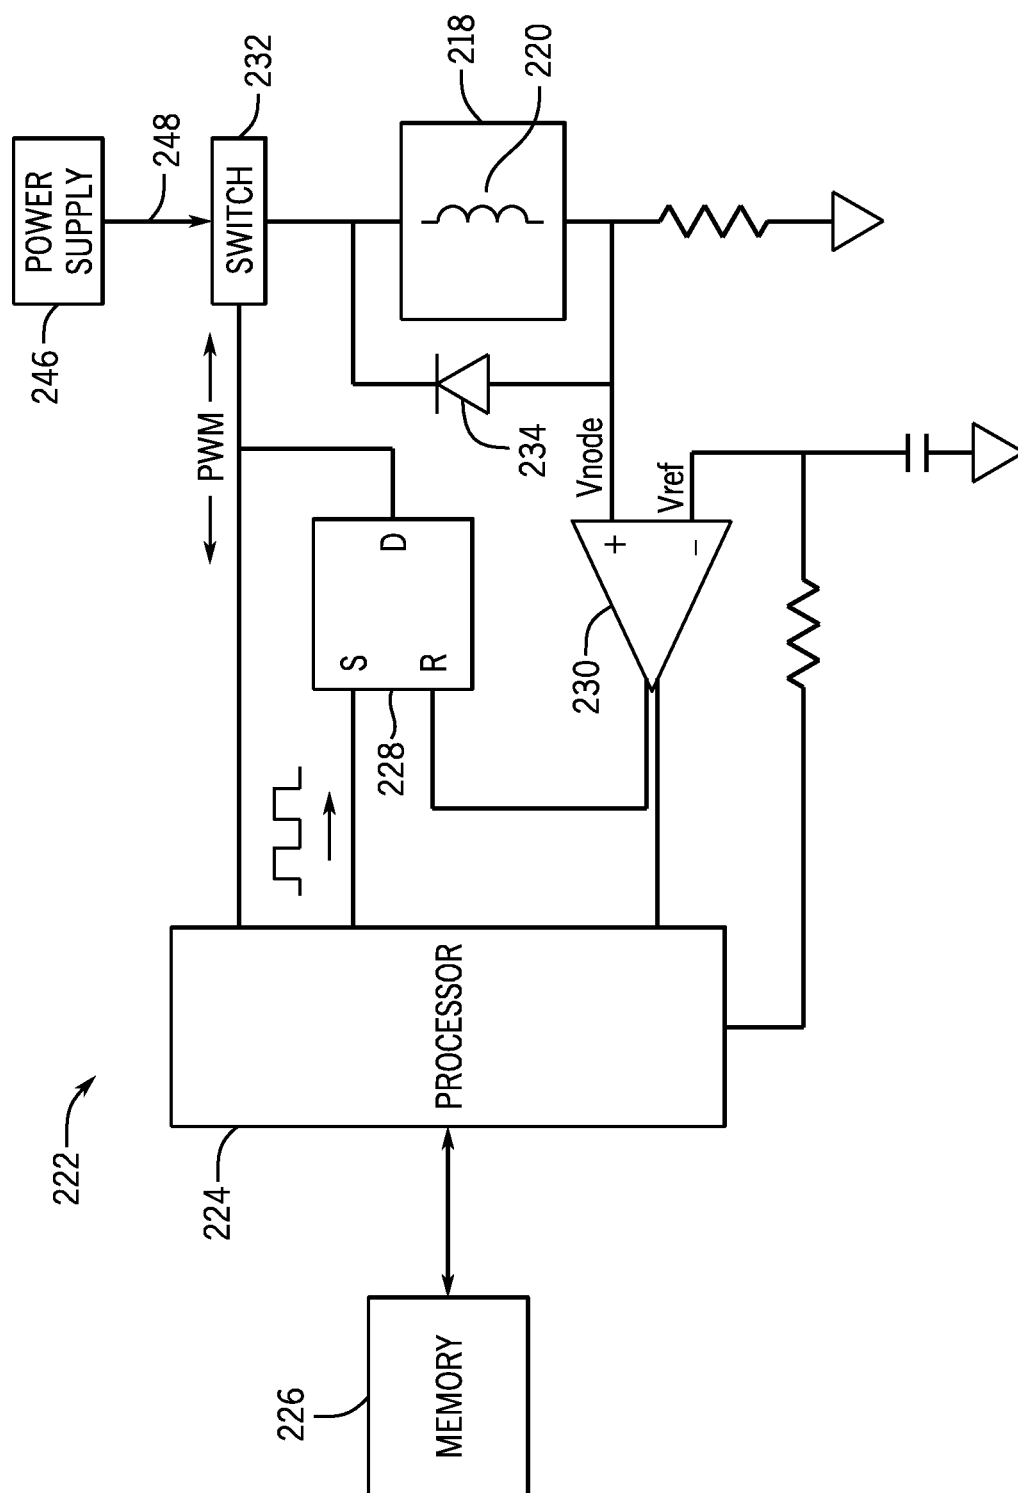 222
POWER
SUPPLY
246
248
232
SWITCH
PWM
218
220
234
S
R
D
228
Vnode
Vref
+
−
230
PROCESSOR
224
MEMORY
226